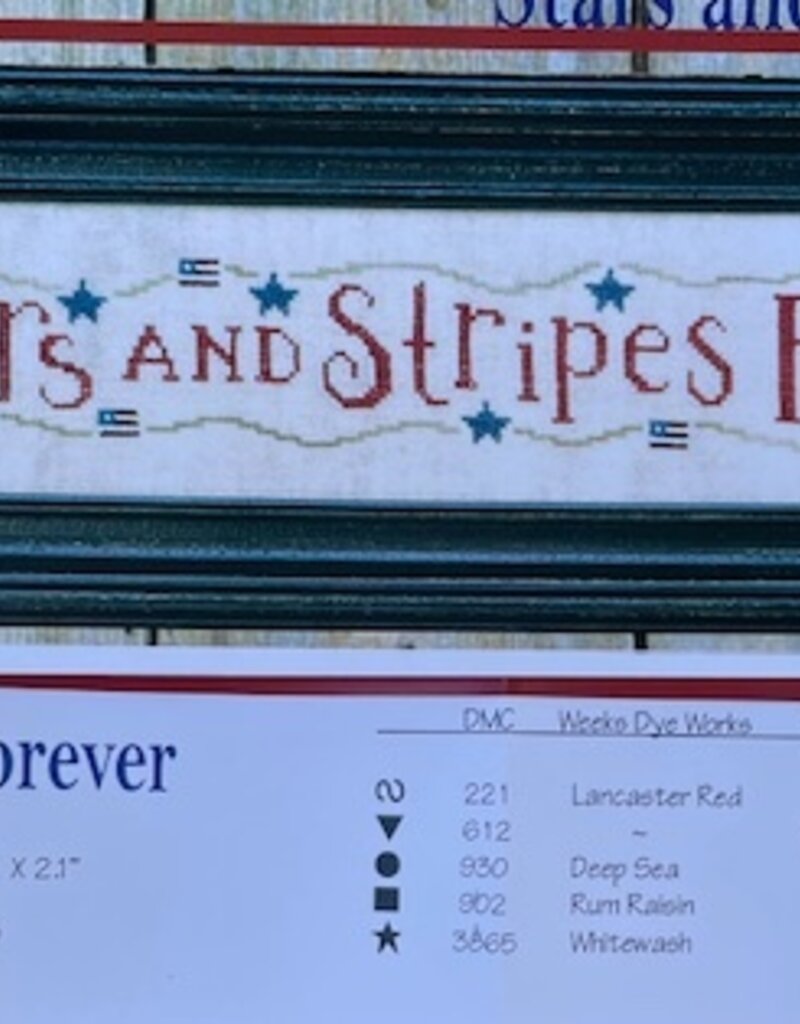 Stars and
rs AND Stripes F
orever
DMC Weeks Dye Works
221 Lancaster Red
612 ~
X 2.1"
930 Deep Sea
902 Rum Raisin
3865 Whitewash